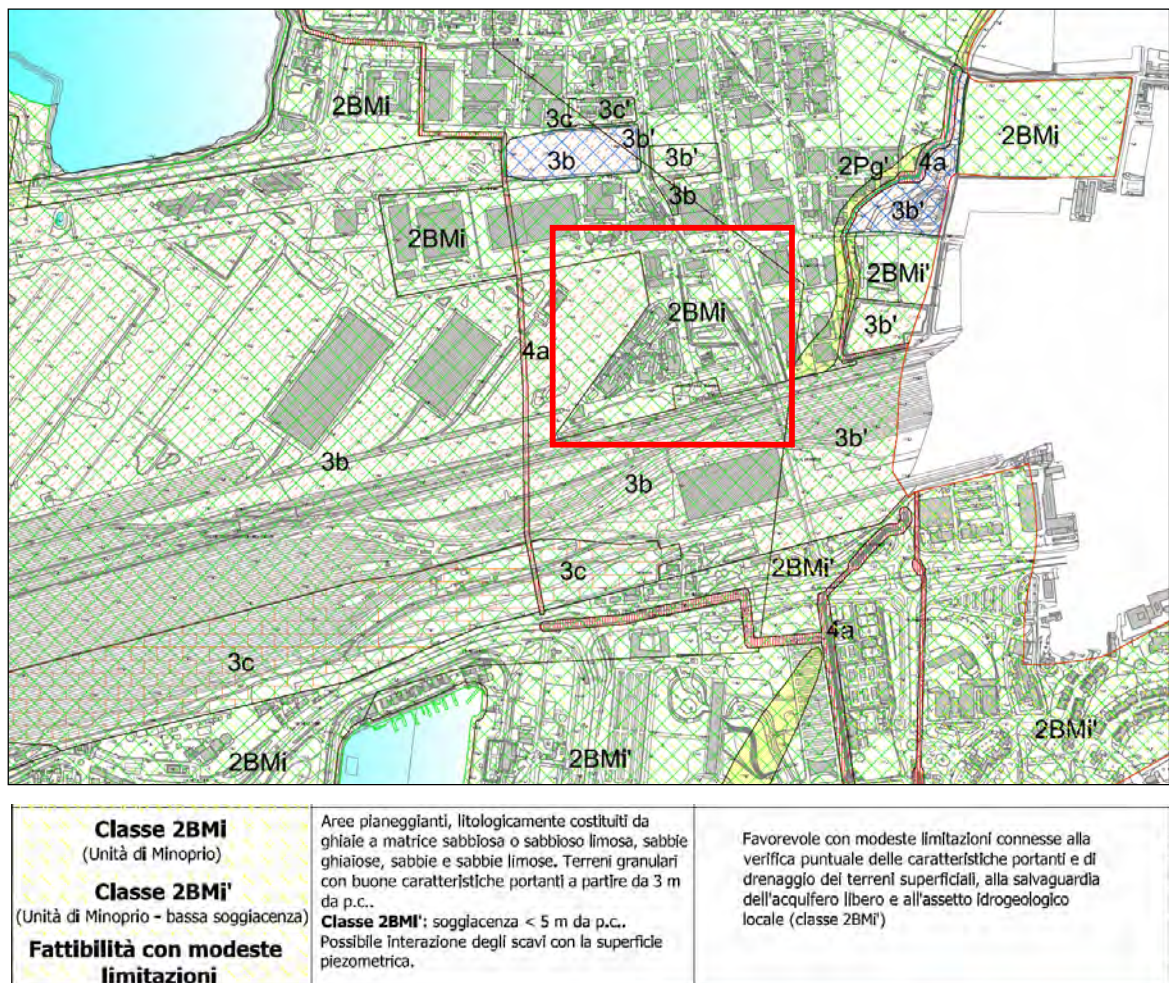 2BMi
3c
3c'
3b'
3b
3b'
3b
2Pg'
4a
2BMi
3b'
2BMi
2BMi'
2BMi
3b'
4a
3b
3b'
3b
3c
2BMi'
4a
3c
2BMi
2BMi'
2BMi'
Classe 2BMi
(Unità di Minoprio)
Classe 2BMi'
(Unità di Minoprio - bassa soggiacenza)
Fattibilità con modeste
limitazioni
Aree pianeggianti, litologicamente costituiti da
ghiaie a matrice sabbiosa o sabbioso limosa, sabbie
ghiaiose, sabbie e sabbie limose. Terreni granulari
con buone caratteristiche portanti a partire da 3 m
da p.c..
Classe 2BMI': soggiacenza < 5 m da p.c..
Possibile interazione degli scavi con la superficie
piezometrica.
Favorevole con modeste limitazioni connesse alla
verifica puntuale delle caratteristiche portanti e di
drenaggio dei terreni superficiali, alla salvaguardia
dell'acquifero libero e all'assetto idrogeologico
locale (classe 2BMi')